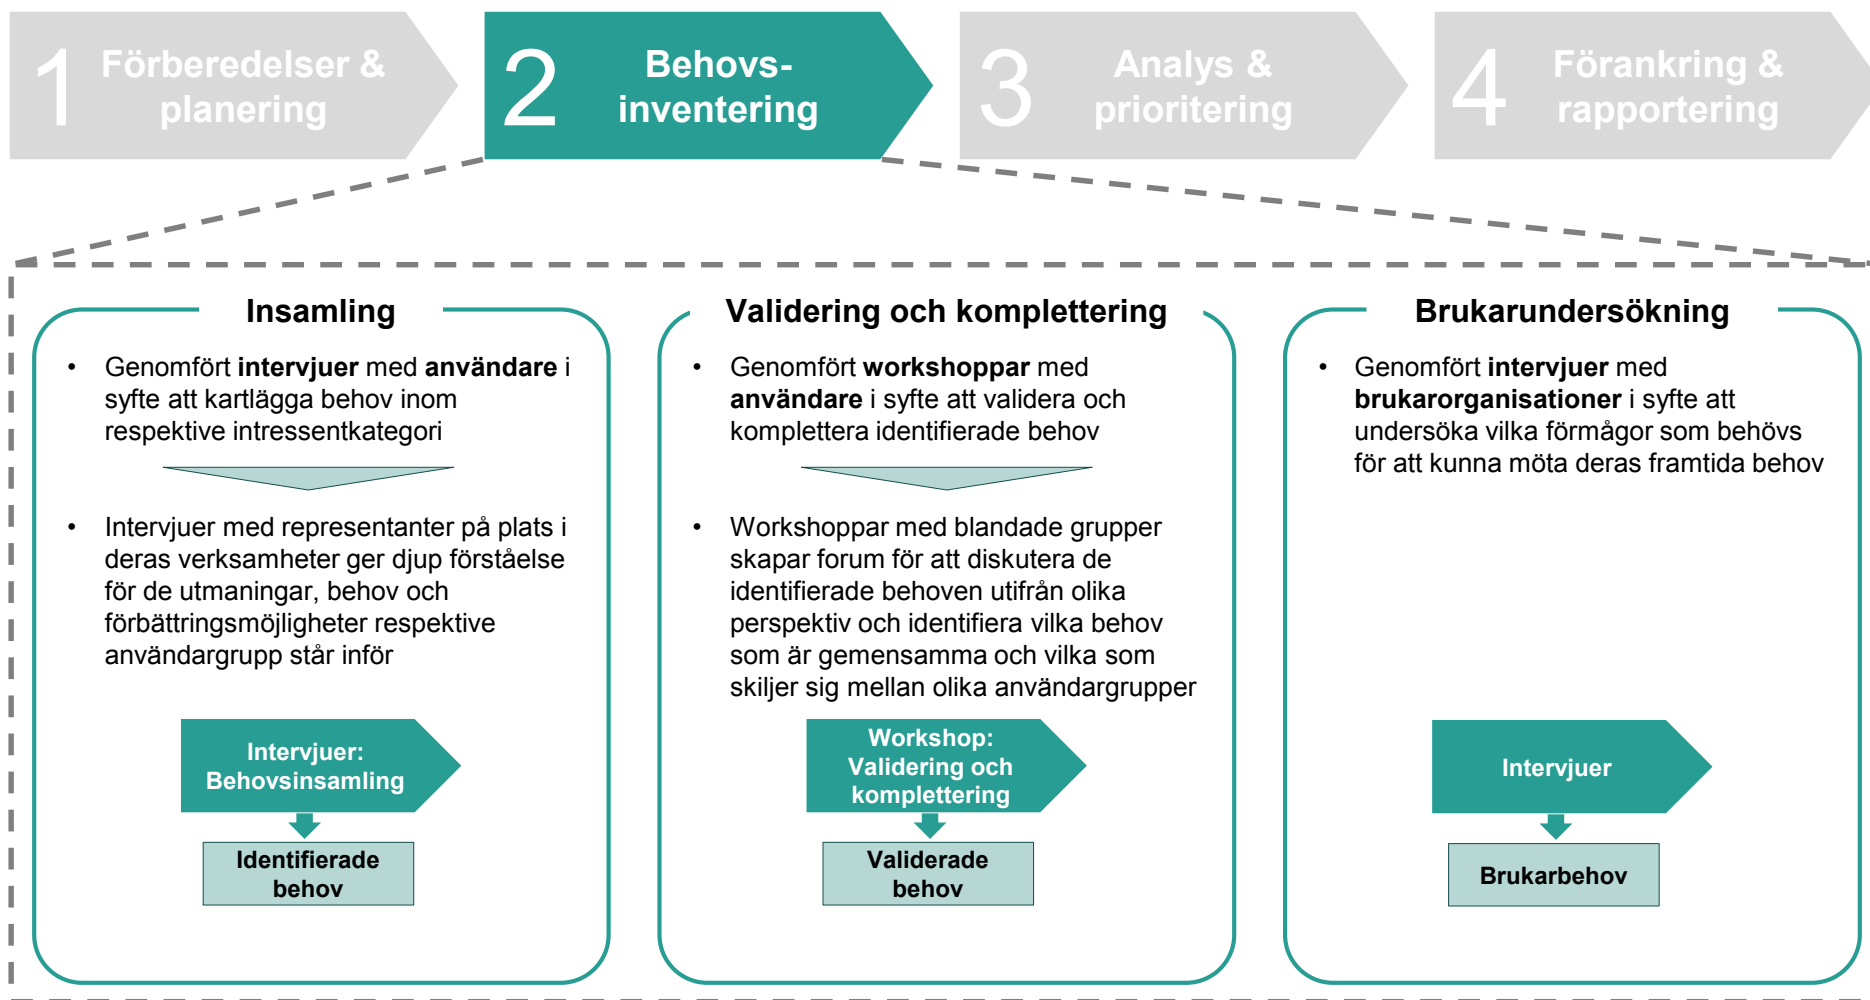 1 Förberedelser &
planering
2 Behovs-
inventering
3 Analys &
prioritering
4 Förankring &
rapportering
Insamling
• Genomfört intervjuer med användare i
syfte att kartlägga behov inom
respektive intressentkategori
• Intervjuer med representanter på plats i
deras verksamheter ger djup förståelse
för de utmaningar, behov och
förbättringsmöjligheter respektive
användargrupp står inför
Intervjuer:
Behovsinsamling
Identifierade
behov
Validering och komplettering
• Genomfört workshoppar med
användare i syfte att validera och
komplettera identifierade behov
• Workshoppar med blandade grupper
skapar forum för att diskutera de
identifierade behoven utifrån olika
perspektiv och identifiera vilka behov
som är gemensamma och vilka som
skiljer sig mellan olika användargrupper
Workshop:
Validering och
komplettering
Validerade
behov
Brukarundersökning
• Genomfört intervjuer med
brukarorganisationer i syfte att
undersöka vilka förmågor som behövs
för att kunna möta deras framtida behov
Intervjuer
Brukarbehov